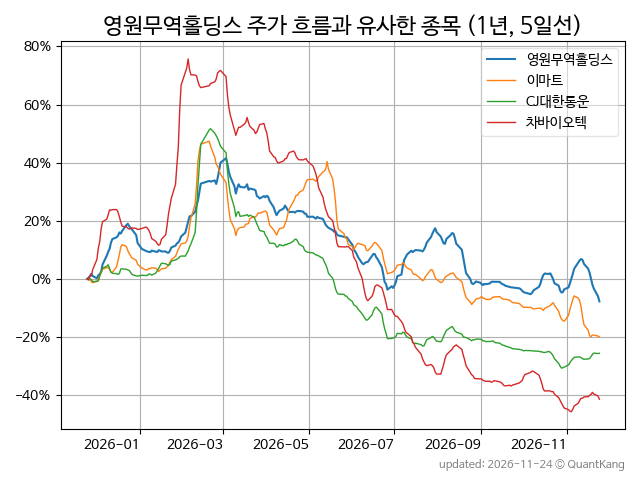 영원무역홀딩스 주가 흐름과 유사한 종목 (1년, 5일선)
80%
60%
40%
20%
0%
−20%
−40%
영원무역홀딩스
이마트
CJ대한통운
차바이오텍
2026-01
2026-03
2026-05
2026-07
2026-09
2026-11
updated: 2026-11-24 © QuantKang